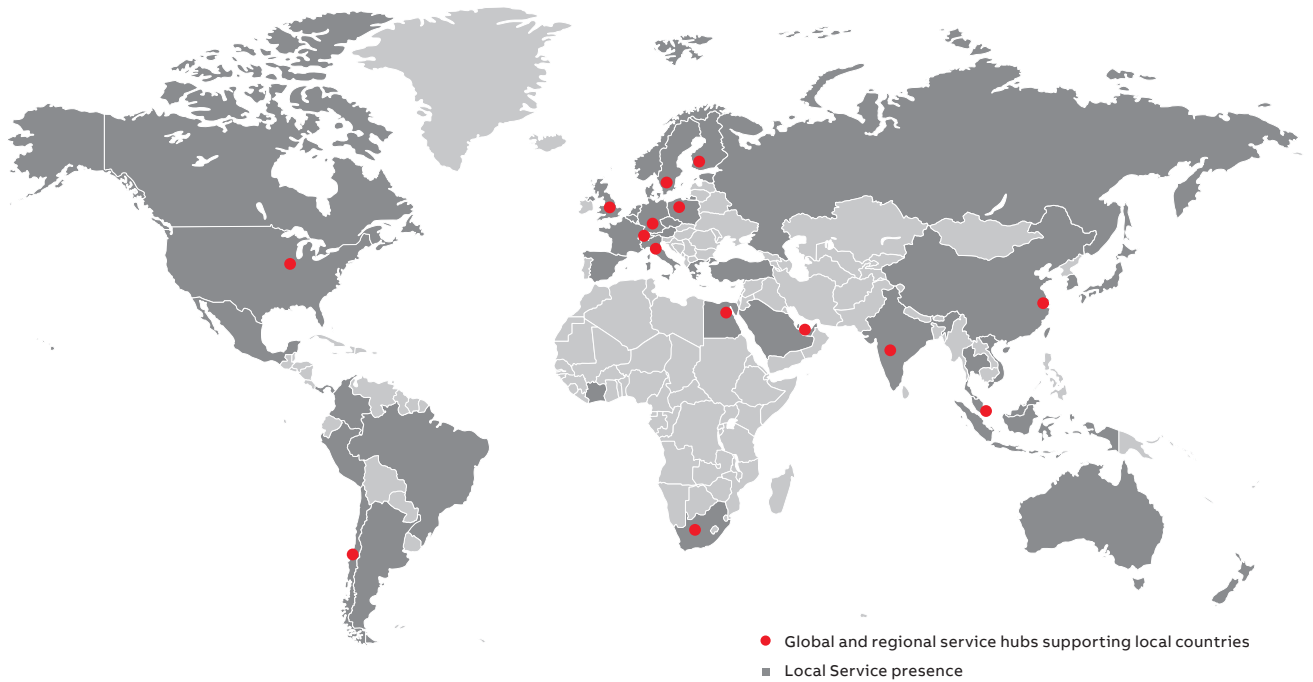 Global and regional service hubs supporting local countries
Local Service presence